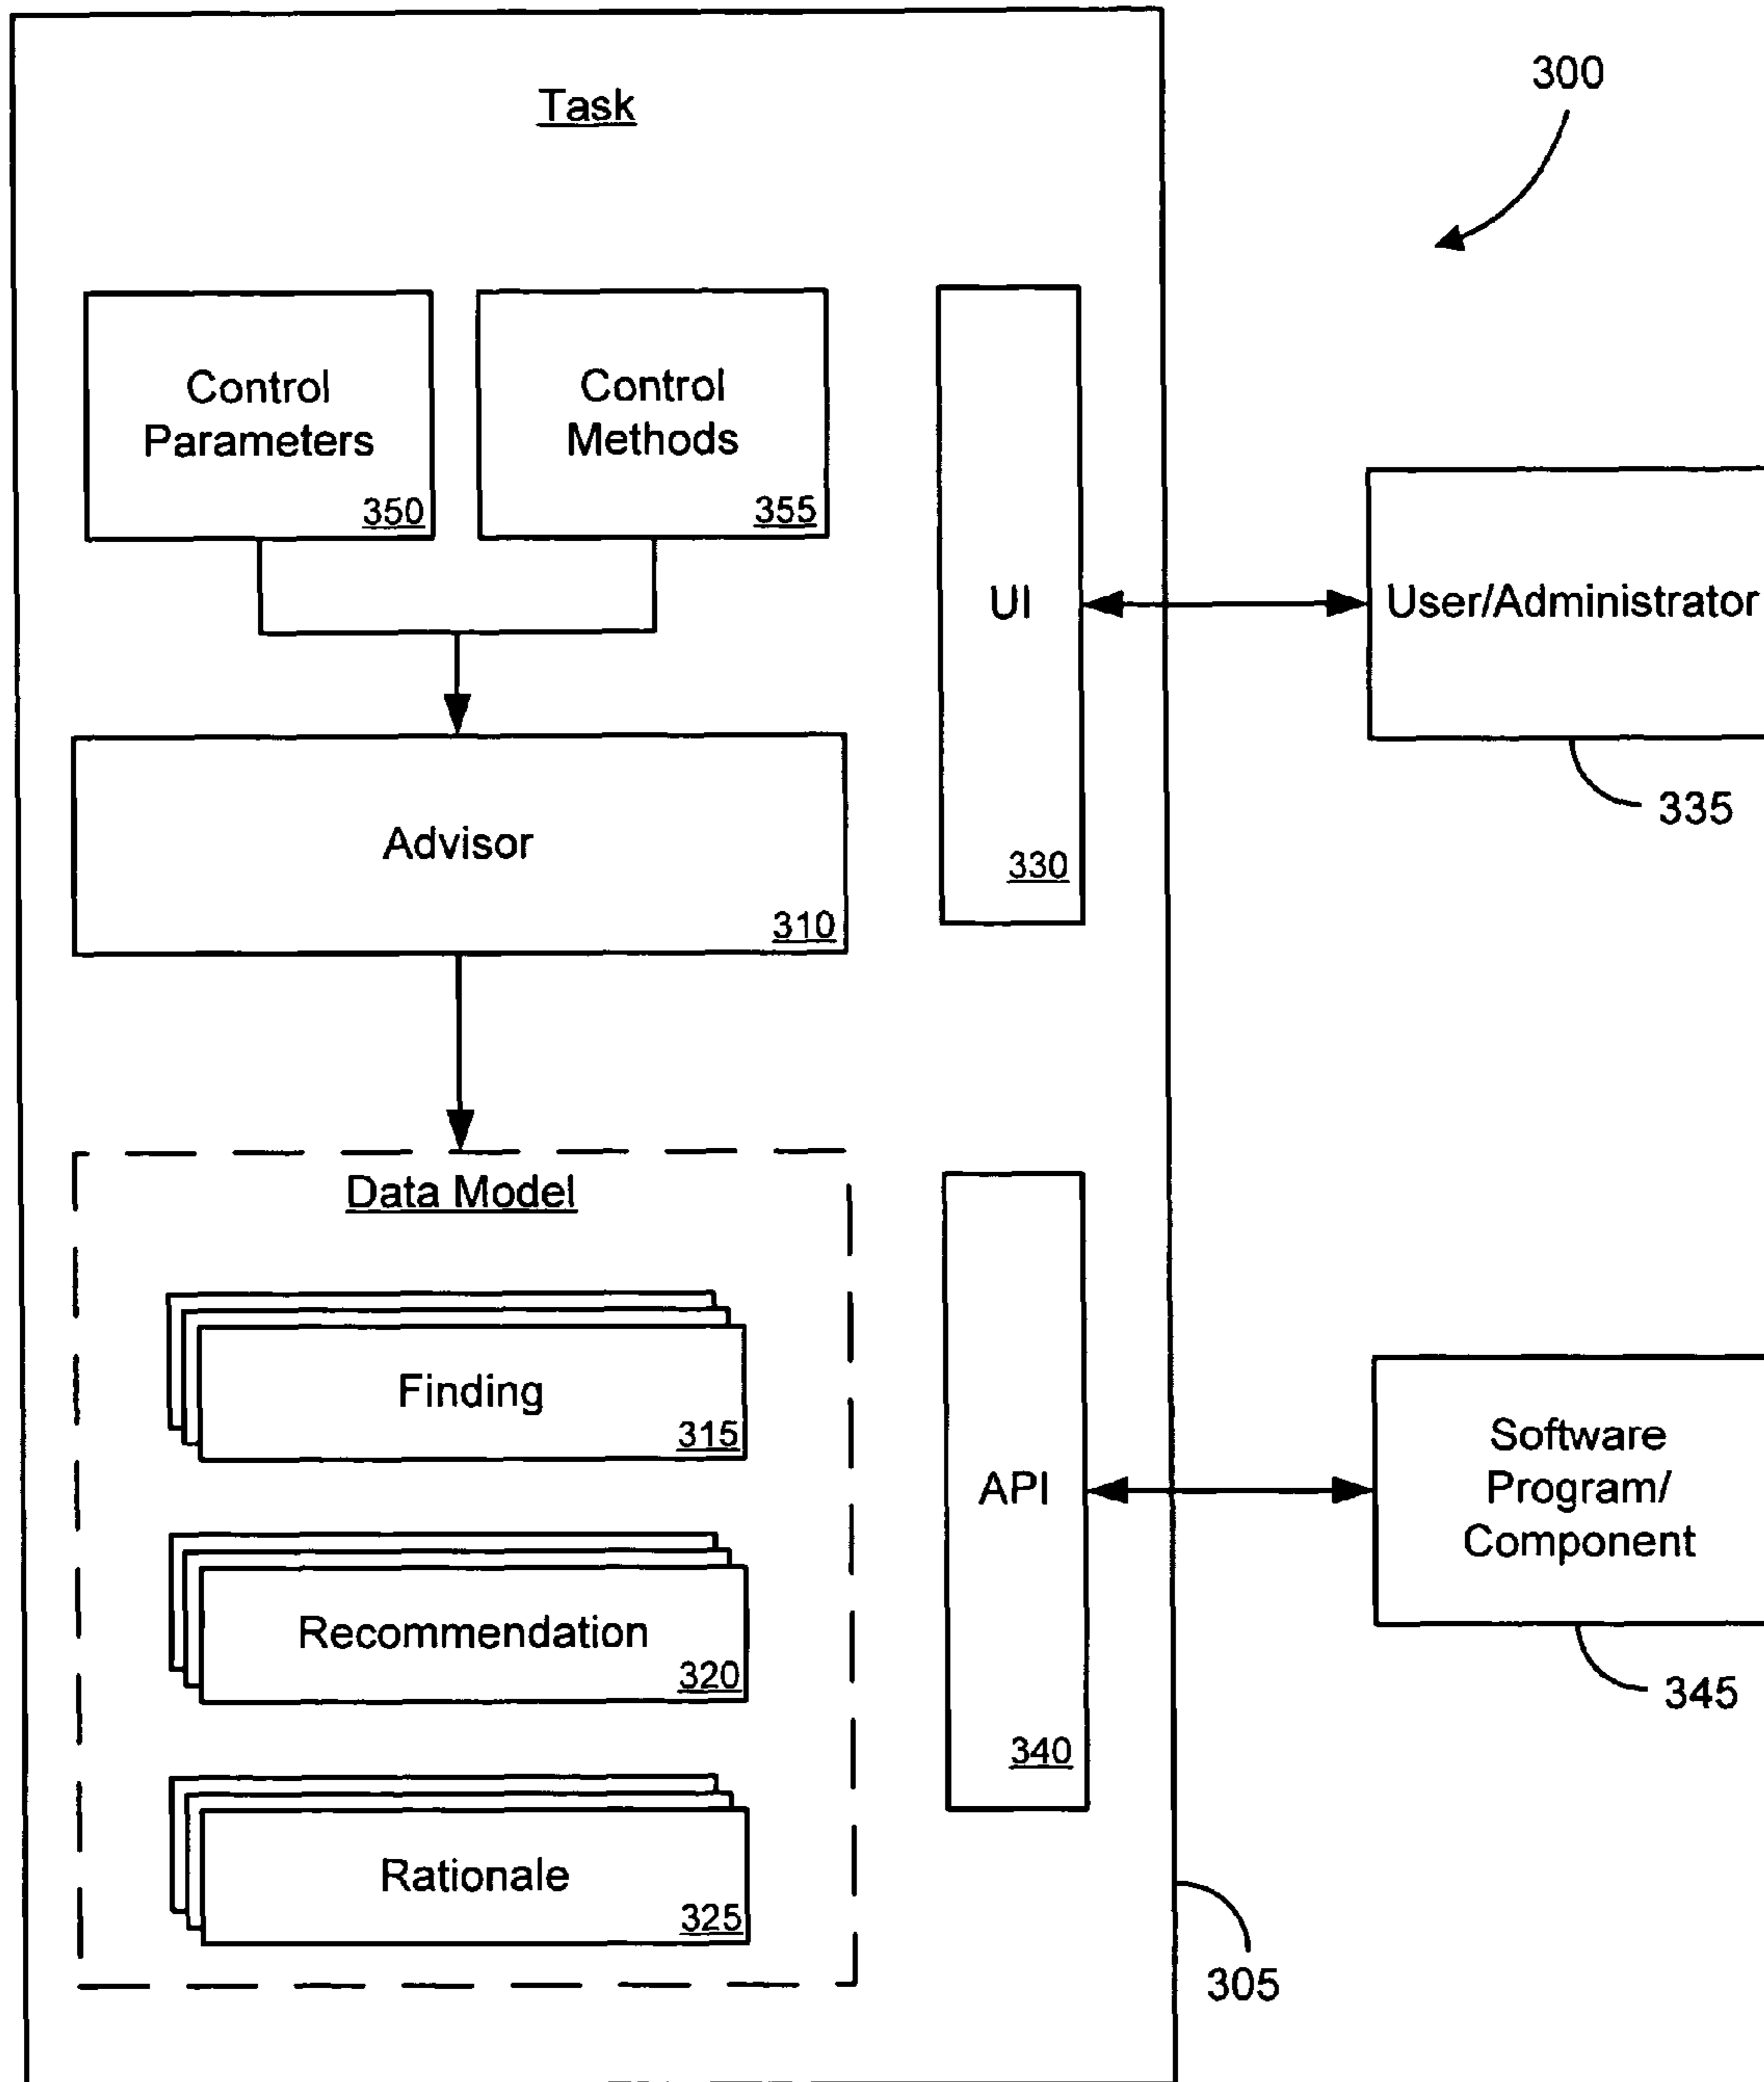 Task
300
Control
Parameters
350
Control
Methods
355
UI
330
User/Administrator
335
Advisor
310
Data Model
Finding
315
Recommendation
320
Rationale
325
API
340
Software
Program/
Component
345
305